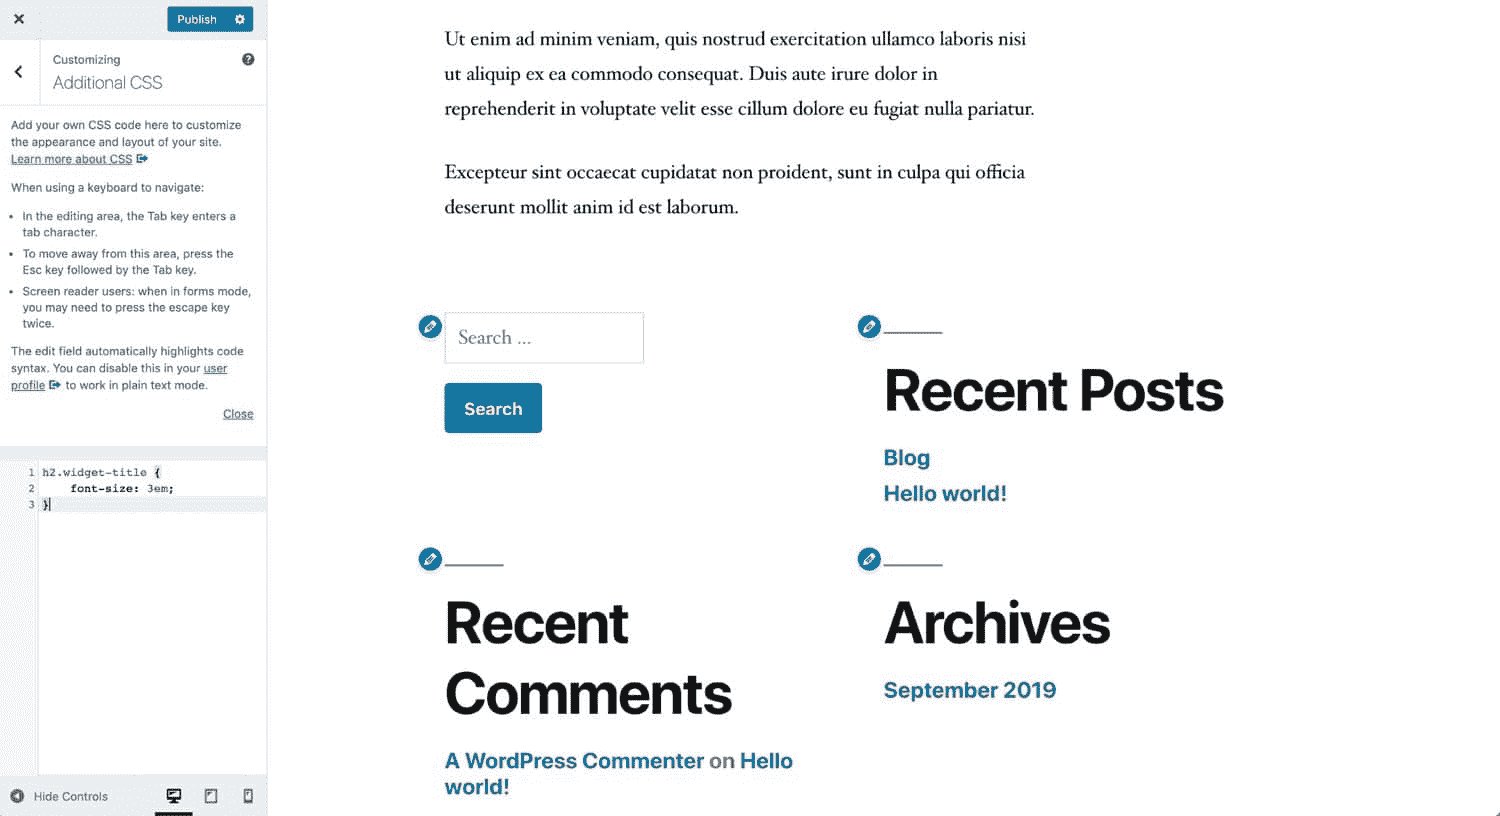 Publish
Customizing
Additional CSS
Add your own CSS code here to customize
the appearance and layout of your site.
Learn more about CSS
When using a keyboard to navigate:
• In the editing area, the Tab key enters a
tab character.
• To move away from this area, press the
Esc key followed by the Tab key.
• Screen reader users: when in forms mode,
you may need to press the escape key
twice.
The edit field automatically highlights code
syntax. You can disable this in your user
profile to work in plain text mode.
Close
1 h2.widget-title {
2 font-size: 3em;
3 }
Hide Controls
Ut enim ad minim veniam, quis nostrud exercitation ullamco laboris nisi
ut aliquip ex ea commodo consequat. Duis aute irure dolor in
reprehenderit in voluptate velit esse cillum dolore eu fugiat nulla pariatur.
Excepteur sint occaecat cupidatat non proident, sunt in culpa qui officia
deserunt mollit anim id est laborum.
Search ...
Search
Recent Posts
Blog
Hello world!
Recent
Comments
A WordPress Commenter on Hello
world!
Archives
September 2019